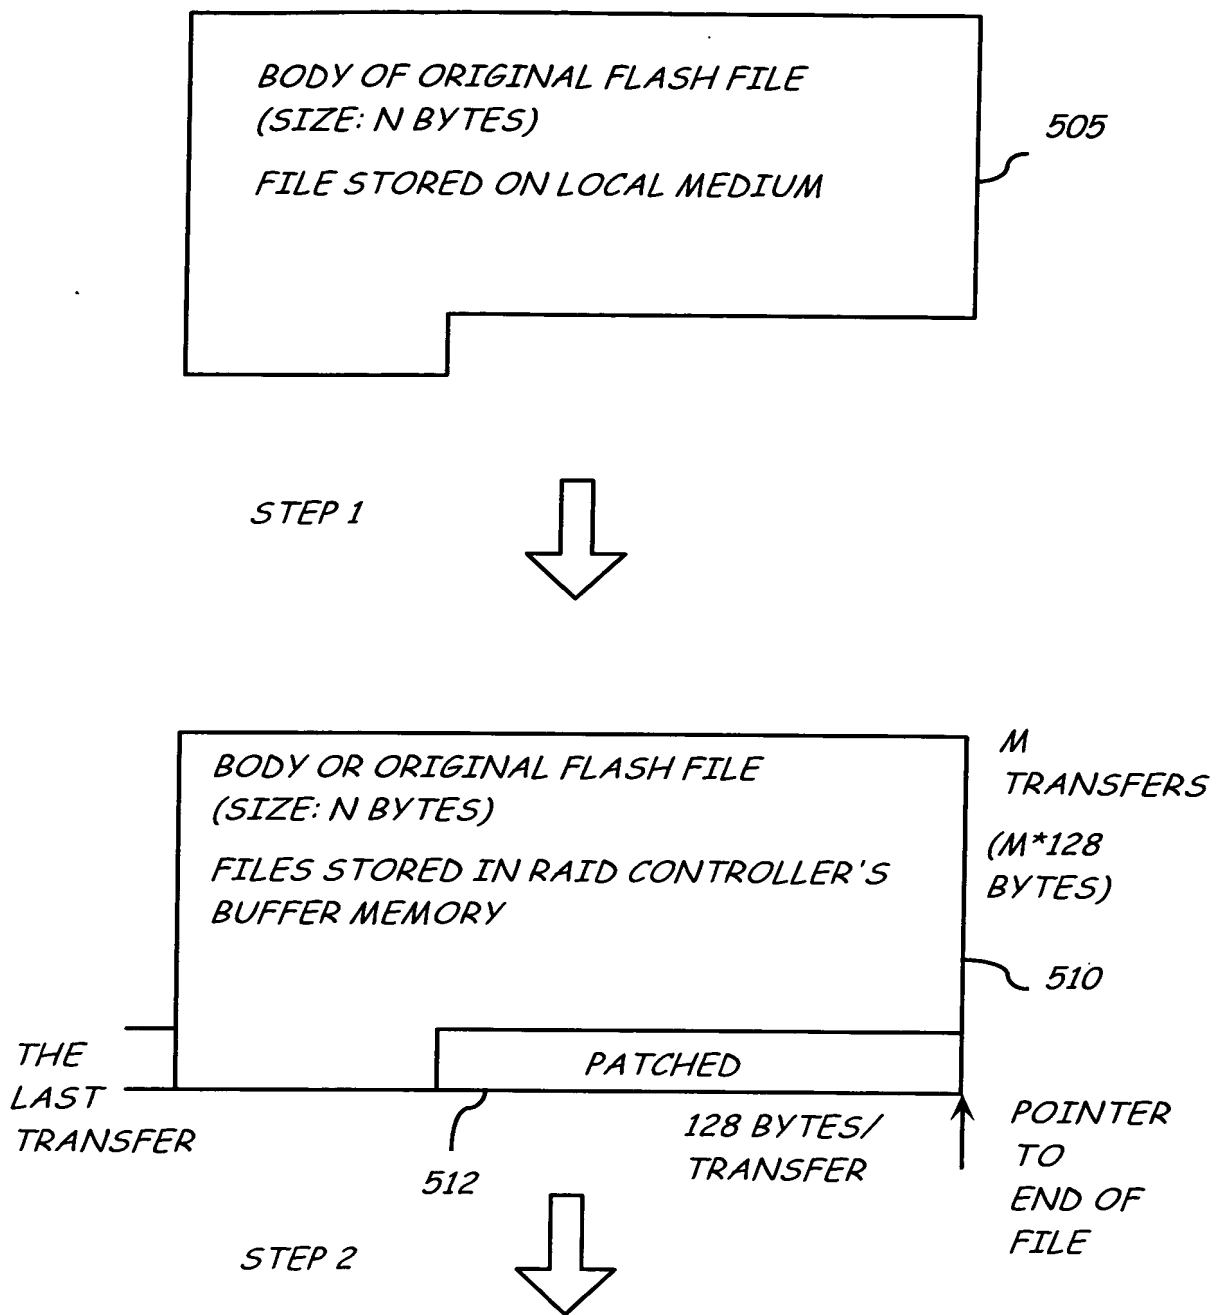 BODY OF ORIGINAL FLASH FILE
(SIZE: N BYTES)
FILE STORED ON LOCAL MEDIUM
505
STEP 1
BODY OR ORIGINAL FLASH FILE
(SIZE: N BYTES)
FILES STORED IN RAID CONTROLLER'S
BUFFER MEMORY
M
TRANSFERS
(M*128
BYTES)
510
THE
LAST
TRANSFER
PATCHED
512
128 BYTES/
TRANSFER
POINTER
TO
END OF
FILE
STEP 2